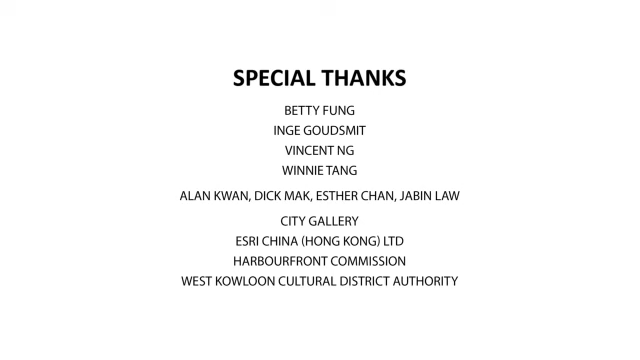 SPECIAL THANKS
BETTY FUNG
INGE GOUDSMIT
VINCENT NG
WINNIE TANG
ALAN KWAN, DICK MAK, ESTHER CHAN, JABIN LAW
CITY GALLERY
ESRI CHINA (HONG KONG) LTD
HARBOURFRONT COMMISSION
WEST KOWLOON CULTURAL DISTRICT AUTHORITY